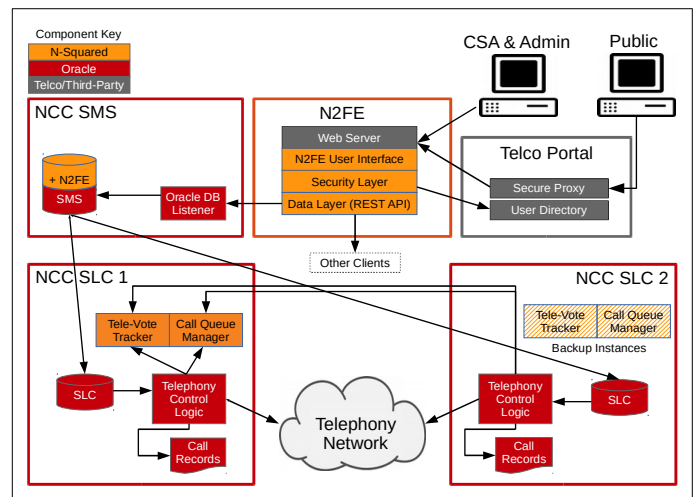 Component Key
N-Squared
Oracle
Telco/Third-Party
CSA & Admin
Public
NCC SMS
+ N2FE
SMS
Oracle DB
Listener
N2FE
Web Server
N2FE User Interface
Security Layer
Data Layer (REST API)
Telco Portal
Secure Proxy
User Directory
Other Clients
NCC SLC 1
Tele-Vote
Tracker
Call Queue
Manager
SLC
Telephony
Control
Logic
Call
Records
Telephony
Network
NCC SLC 2
Tele-Vote
Tracker
Call Queue
Manager
Backup Instances
Telephony
Control
Logic
SLC
Call
Records